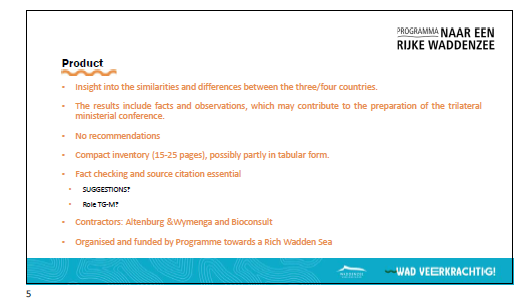 PROGRAMMA NAAR EEN
RIJKE WADDENZEE
Product
• Insight into the similarities and differences between the three/four countries.
• The results include facts and observations, which may contribute to the preparation of the trilateral
ministerial conference.
• No recommendations
• Compact inventory (15-25 pages), possibly partly in tabular form.
• Fact checking and source citation essential
• SUGGESTIONS?
• Role TG-M?
• Contractors: Altenburg &Wymenga and Bioconsult
• Organised and funded by Programme towards a Rich Wadden Sea
WAD VEERKRACHTIG!
5